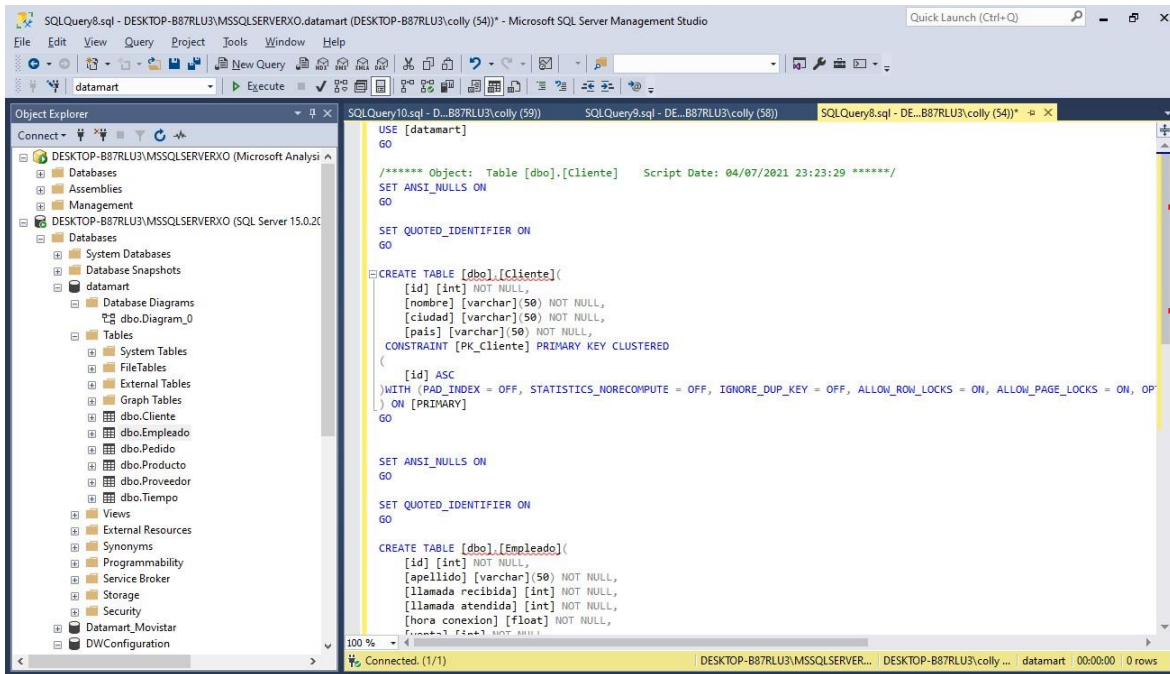 SQLQuery8.sql - DESKTOP-B87RLU3\MSSQLSERVERXO.datamart (DESKTOP-B87RLU3\colly (54))* - Microsoft SQL Server Management Studio
Quick Launch (Ctrl+Q)
File Edit View Query Project Tools Window Help
New Query
datamart
Execute
Object Explorer
Connect
DESKTOP-B87RLU3\MSSQLSERVERXO (Microsoft Analysi
Databases
Assemblies
Management
DESKTOP-B87RLU3\MSSQLSERVERXO (SQL Server 15.0.20
Databases
System Databases
Database Snapshots
datamart
Database Diagrams
dbo.Diagram_0
Tables
System Tables
FileTables
External Tables
Graph Tables
dbo.Cliente
dbo.Empleado
dbo.Pedido
dbo.Producto
dbo.Proveedor
dbo.Tiempo
Views
External Resources
Synonyms
Programmability
Service Broker
Storage
Security
Datamart_Movistar
DWConfiguration
SQLQuery10.sql - D...B87RLU3\colly (59)) SQLQuery9.sql - DE...B87RLU3\colly (58)) SQLQuery8.sql - DE...B87RLU3\colly (54))*
USE [datamart]
GO
/****** Object: Table [dbo].[Cliente] Script Date: 04/07/2021 23:23:29 ******/
SET ANSI_NULLS ON
GO
SET QUOTED_IDENTIFIER ON
GO
CREATE TABLE [dbo].[Cliente](
[id] [int] NOT NULL,
[nombre] [varchar](50) NOT NULL,
[ciudad] [varchar](50) NOT NULL,
[pais] [varchar](50) NOT NULL,
CONSTRAINT [PK_Cliente] PRIMARY KEY CLUSTERED
(
[id] ASC
)WITH (PAD_INDEX = OFF, STATISTICS_NORECOMPUTE = OFF, IGNORE_DUP_KEY = OFF, ALLOW_ROW_LOCKS = ON, ALLOW_PAGE_LOCKS = ON, OP
) ON [PRIMARY]
GO
SET ANSI_NULLS ON
GO
SET QUOTED_IDENTIFIER ON
GO
CREATE TABLE [dbo].[Empleado](
[id] [int] NOT NULL,
[apellido] [varchar](50) NOT NULL,
[llamada recibida] [int] NOT NULL,
[llamada atendida] [int] NOT NULL,
[hora conexion] [float] NOT NULL,
[venta] [int] NOT NULL
100 %
Connected. (1/1)
DESKTOP-B87RLU3\MSSQLSERVER... DESKTOP-B87RLU3\colly ... datamart 00:00:00 0 rows